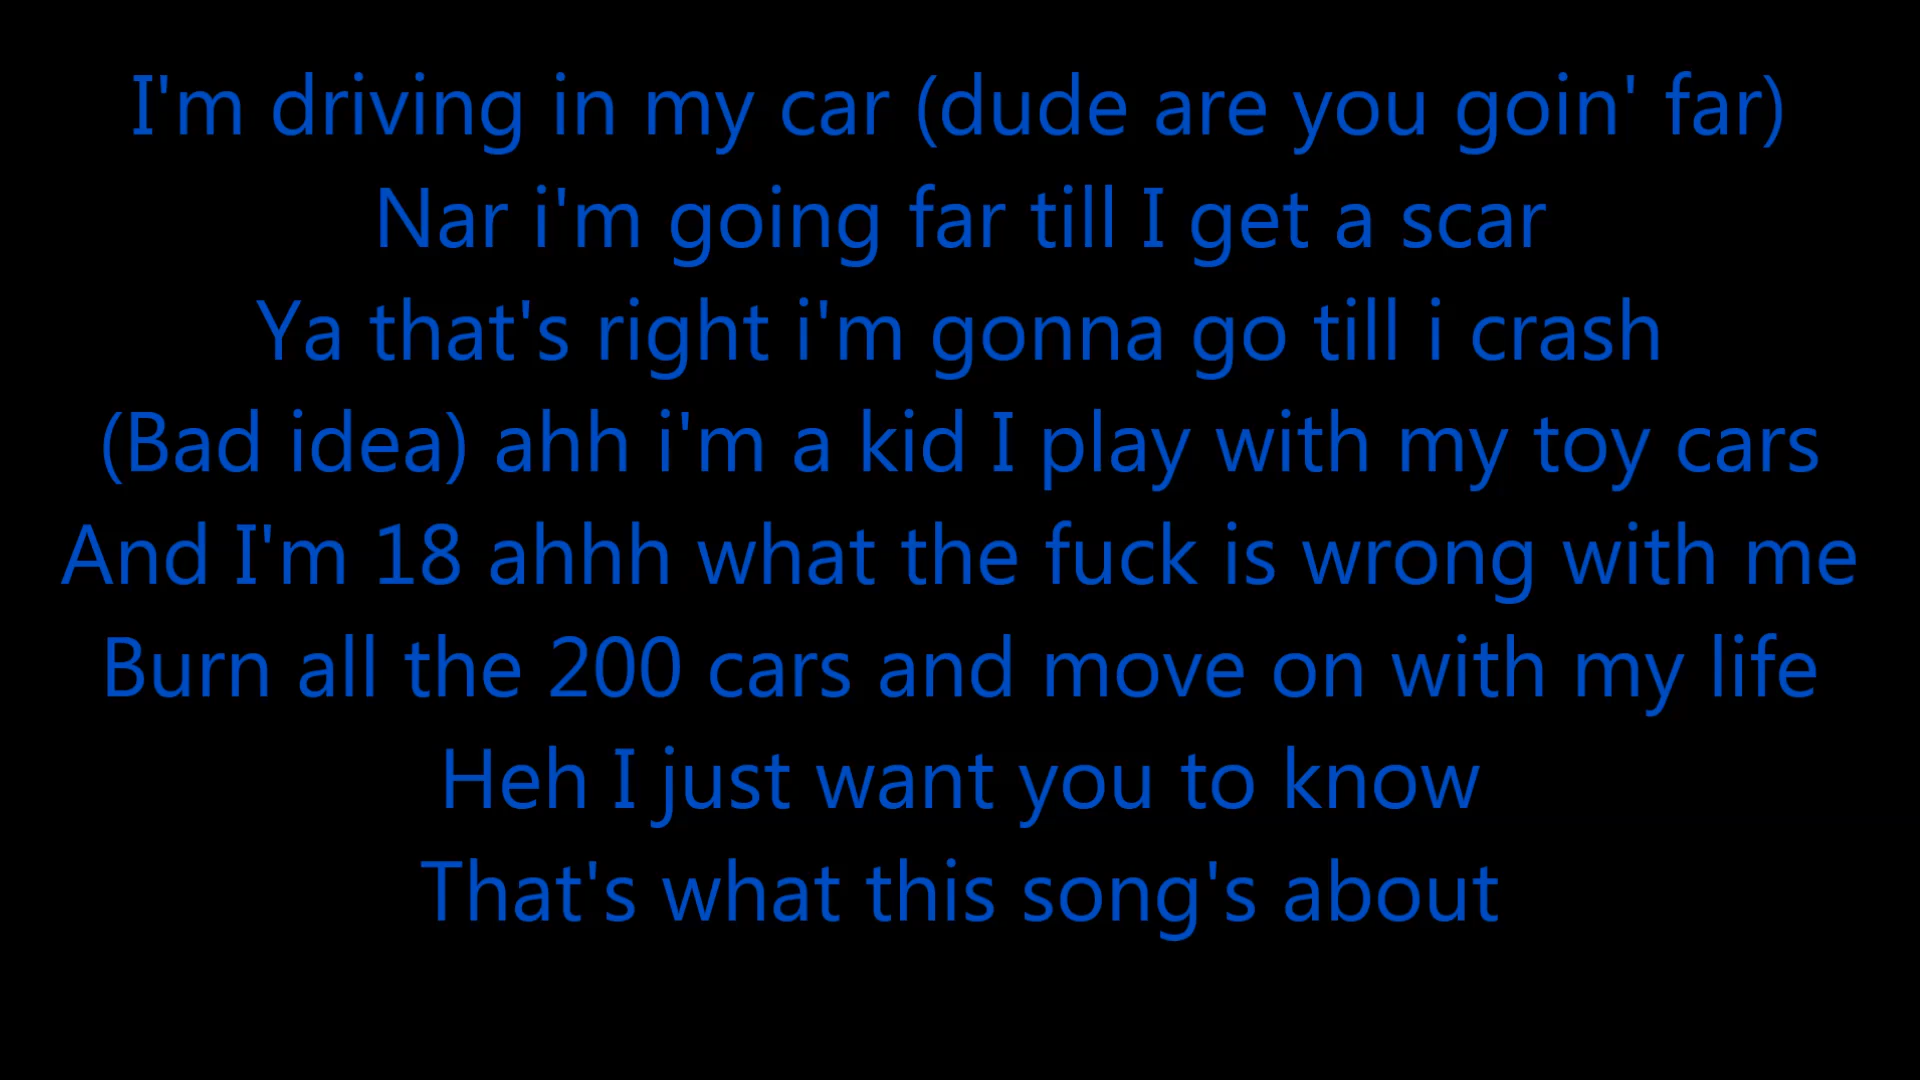 I'm driving in my car (dude are you goin' far)
Nar i'm going far till I get a scar
Ya that's right i'm gonna go till i crash
(Bad idea) ahh i'm a kid I play with my toy cars
And I'm 18 ahhh what the fuck is wrong with me
Burn all the 200 cars and move on with my life
Heh I just want you to know
That's what this song's about